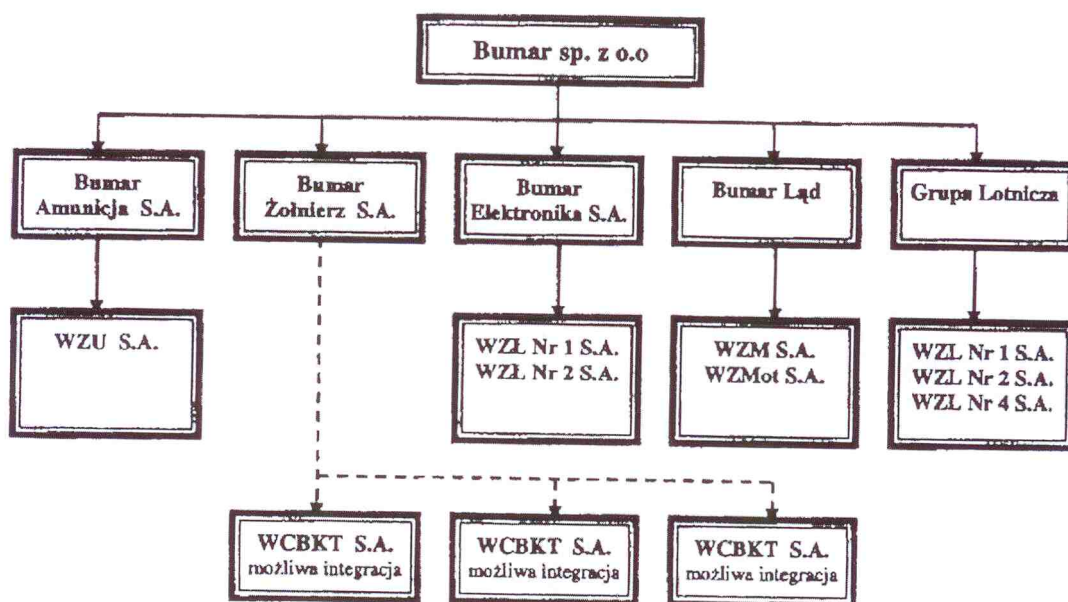 Bumar sp. z o.o
Bumar
Amunicja S.A.
Bumar
Żołnierz S.A.
Bumar
Elektronika S.A.
Bumar Ląd
Grupa Lotnicza
WZU S.A.
WZŁ Nr 1 S.A.
WZŁ Nr 2 S.A.
WZM S.A.
WZMot S.A.
WZL Nr 1 S.A.
WZL Nr 2 S.A.
WZL Nr 4 S.A.
WCBKT S.A.
możliwa integracja
WCBKT S.A.
możliwa integracja
WCBKT S.A.
możliwa integracja